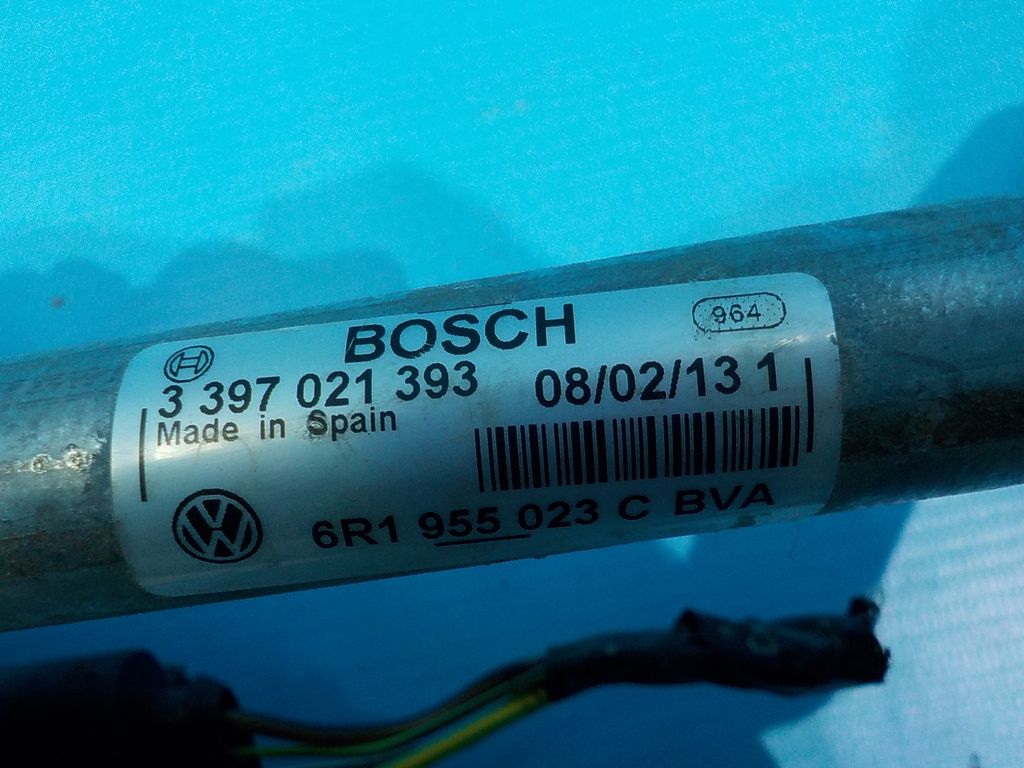 BOSCH
964
3 397 021 393
08/02/13 1
Made in Spain
6R1 955 023 C BVA